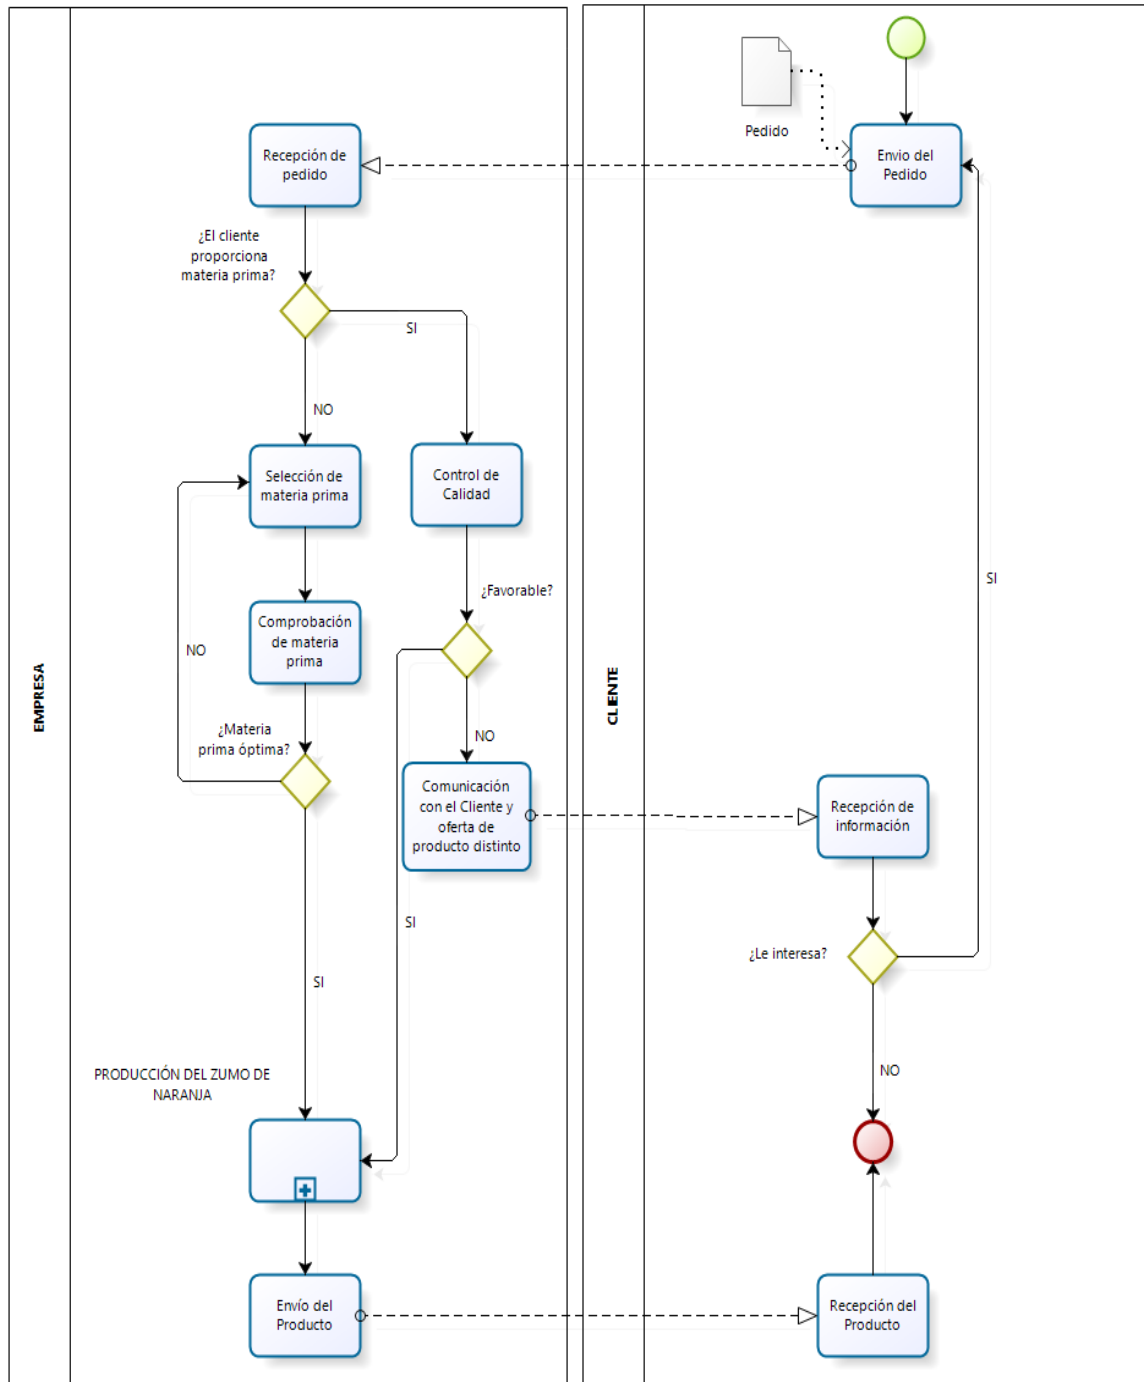 EMPRESA
CLIENTE
Pedido
Envio del
Pedido
Recepción de
pedido
¿El cliente
proporciona
materia prima?
SI
NO
Selección de
materia prima
Control de
Calidad
¿Favorable?
SI
Comprobación
de materia
prima
NO
¿Materia
prima óptima?
NO
Comunicación
con el Cliente y
oferta de
producto distinto
Recepción de
información
SI
¿Le interesa?
SI
NO
PRODUCCIÓN DEL ZUMO DE
NARANJA
Envío del
Producto
Recepción del
Producto